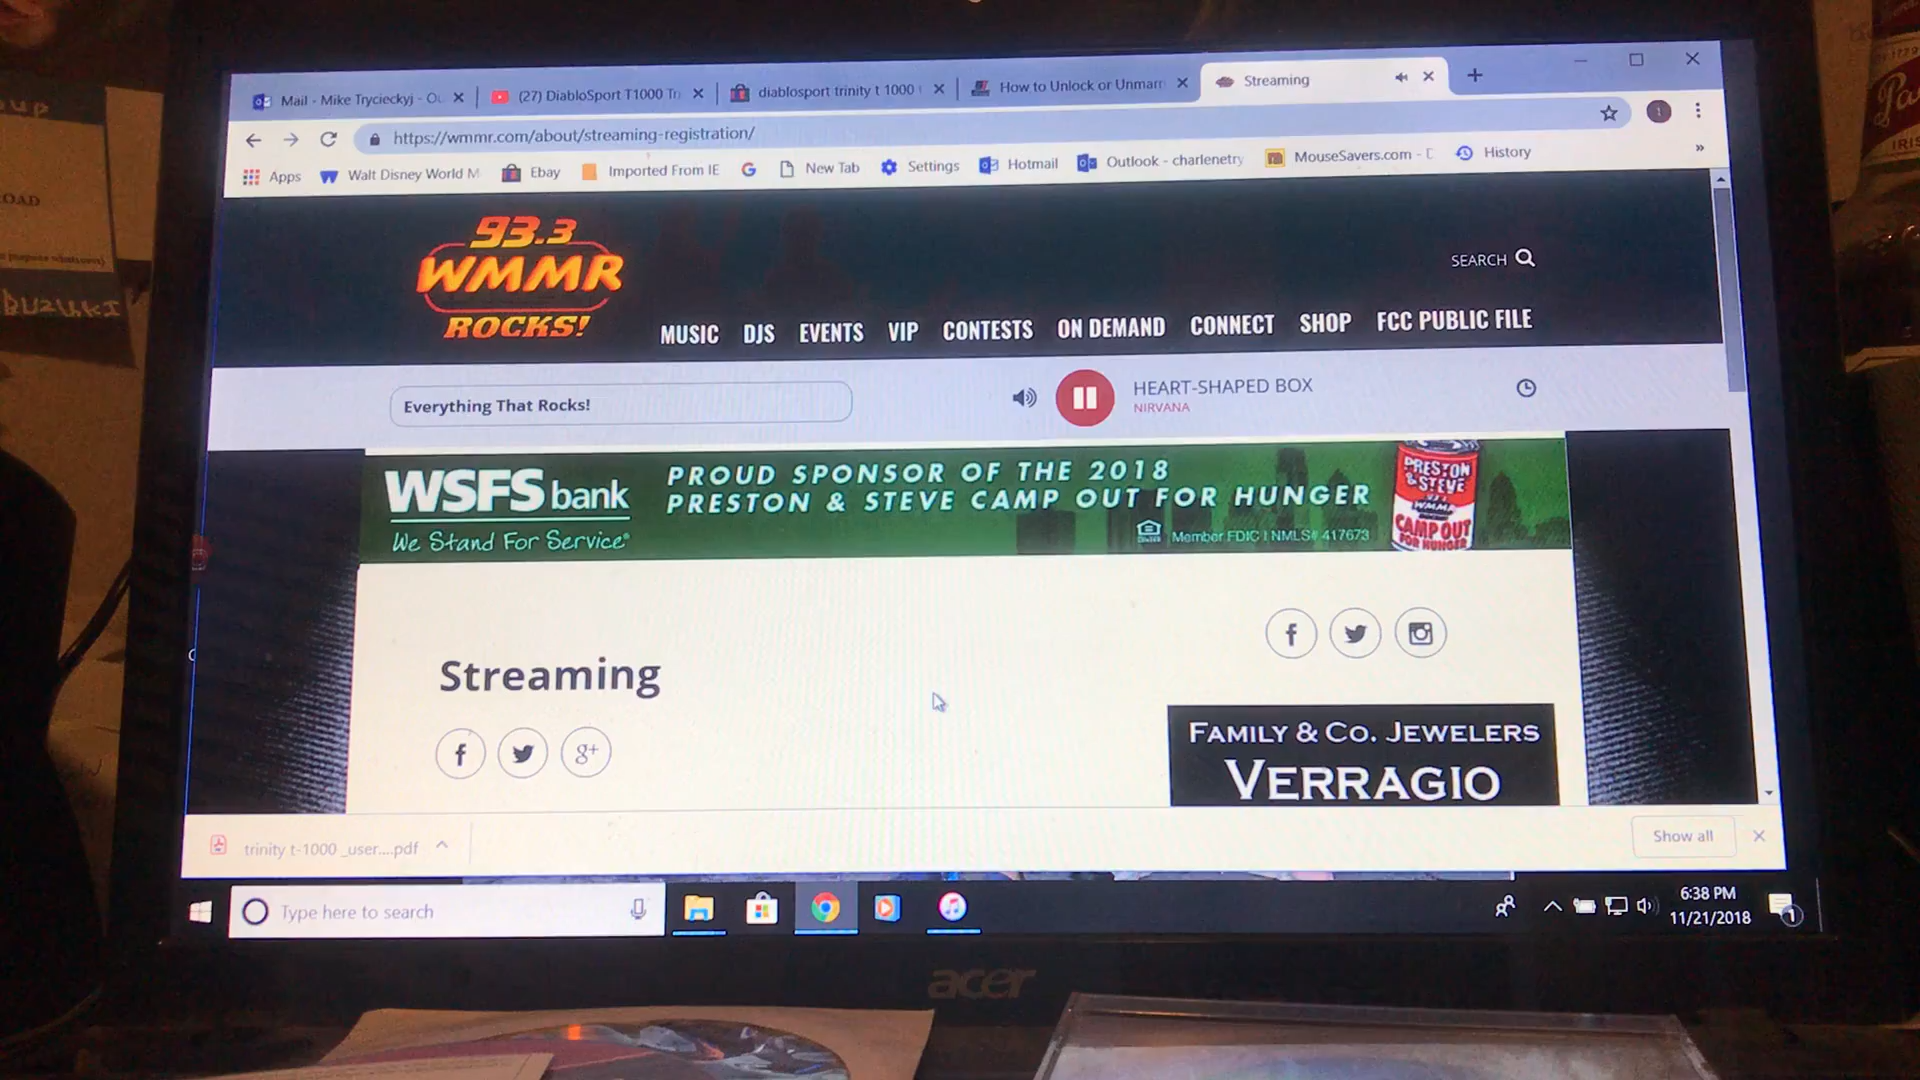 Mail - Mike Trycieckyj - Ou
(27) DiabloSport T1000 Tri
diablosport trinity t 1000
How to Unlock or Unmarr
Streaming
https://wmmr.com/about/streaming-registration/
Apps
Walt Disney World M
Ebay
Imported From IE
New Tab
Settings
Hotmail
Outlook - charlenetry
MouseSavers.com - D
History
»
93.3
WMMR
ROCKS!
SEARCH
MUSIC DJS EVENTS VIP CONTESTS ON DEMAND CONNECT SHOP FCC PUBLIC FILE
Everything That Rocks!
HEART-SHAPED BOX
NIRVANA
WSFS bank
We Stand For Service®
PROUD SPONSOR OF THE 2018
PRESTON & STEVE CAMP OUT FOR HUNGER
Member FDIC | NMLS# 417673
PRESTON
& STEVE
WMMR
CAMP OUT
FOR HUNGER
Streaming
FAMILY & CO. JEWELERS
VERRAGIO
trinity t-1000 _user....pdf
Show all
Type here to search
6:38 PM
11/21/2018
1
acer
OAD